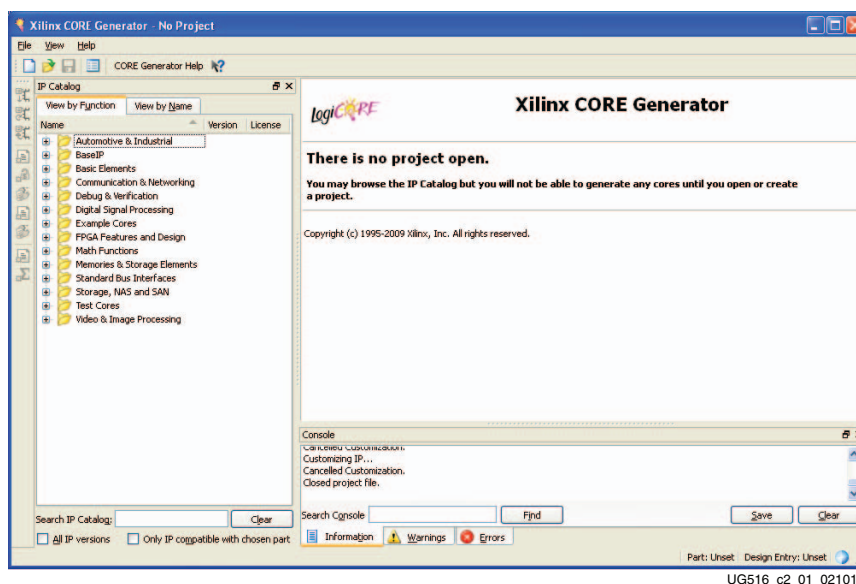 Xilinx CORE Generator - No Project
File View Help
CORE Generator Help
IP Catalog
View by Function View by Name
Name Version License
Automotive & Industrial
BaseIP
Basic Elements
Communication & Networking
Debug & Verification
Digital Signal Processing
Example Cores
FPGA Features and Design
Math Functions
Memories & Storage Elements
Standard Bus Interfaces
Storage, NAS and SAN
Test Cores
Video & Image Processing
Search IP Catalog: Clear
All IP versions Only IP compatible with chosen part
LogiCORE Xilinx CORE Generator
There is no project open.
You may browse the IP Catalog but you will not be able to generate any cores until you open or create
a project.
Copyright (c) 1995-2009 Xilinx, Inc. All rights reserved.
Console
Cancelled Customization.
Customizing IP...
Cancelled Customization.
Closed project file.
Search Console Find Save Clear
Information Warnings Errors
Part: Unset Design Entry: Unset
UG516_c2_01_02101